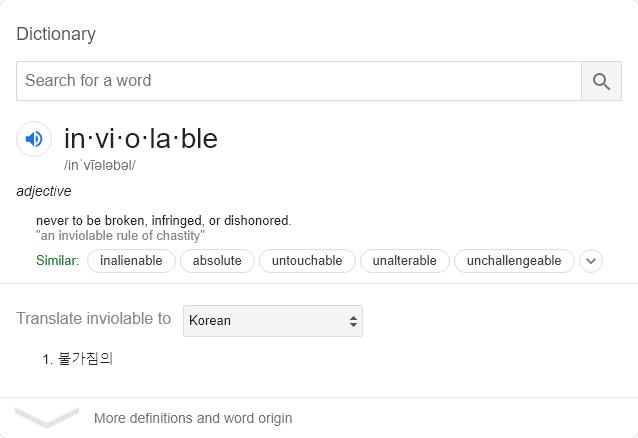 Dictionary
Search for a word
in·vi·o·la·ble
/inˈvīələbəl/
adjective
never to be broken, infringed, or dishonored.
"an inviolable rule of chastity"
Similar: inalienable absolute untouchable unalterable unchallengeable
Translate inviolable to Korean
1. 불가침의
More definitions and word origin